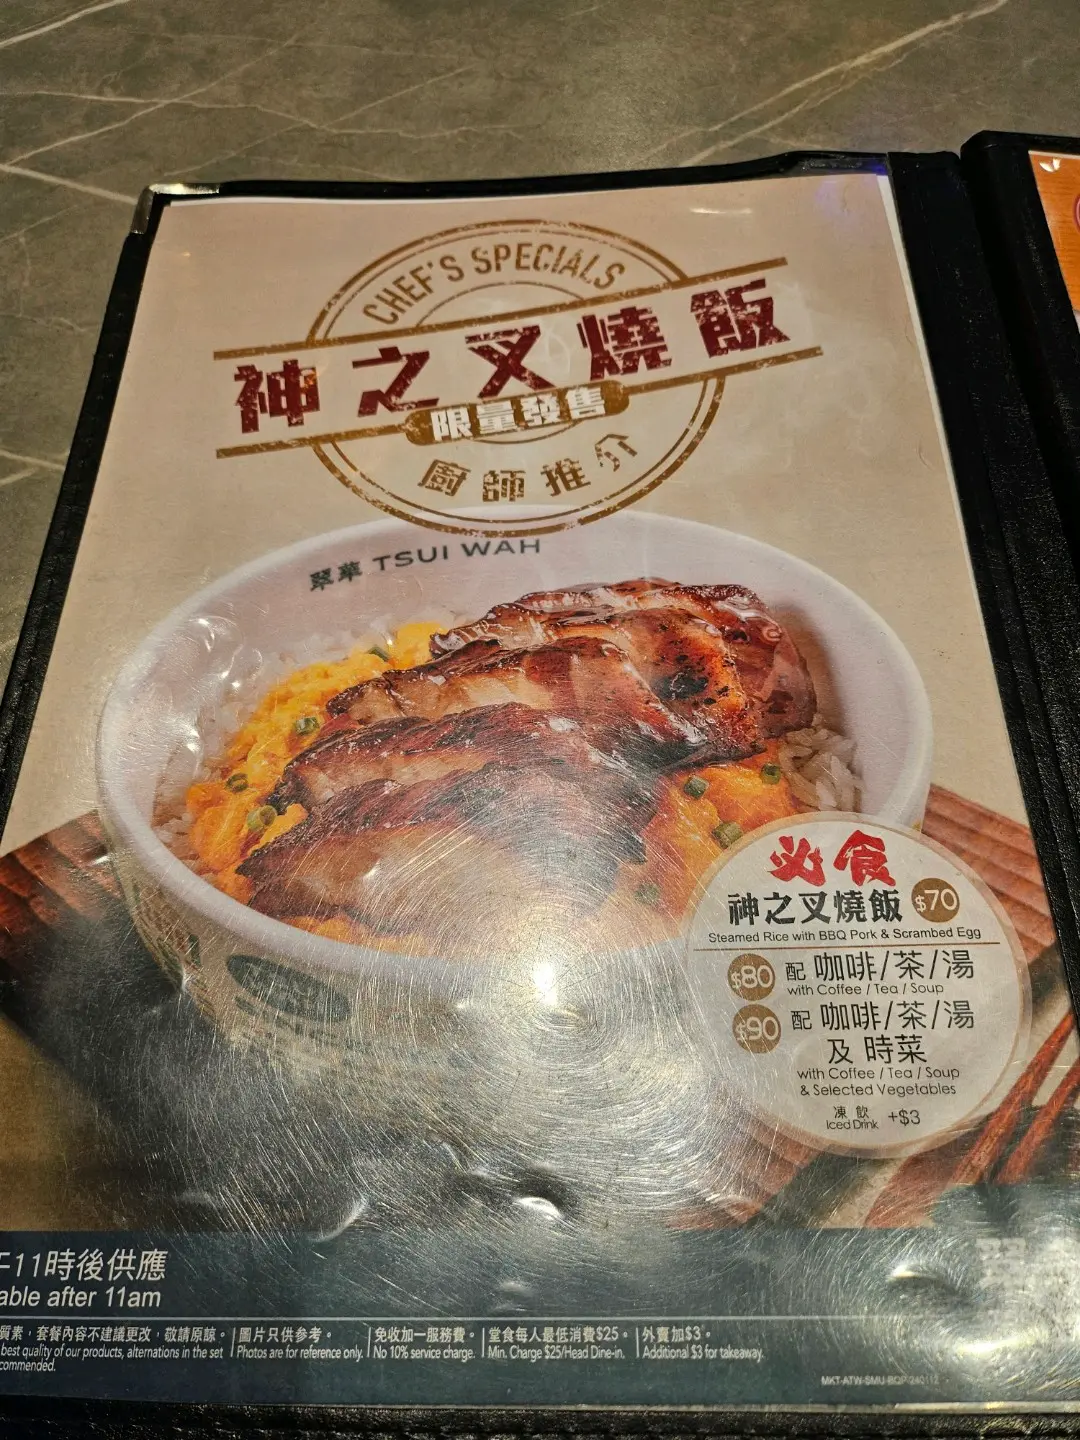 CHEF'S SPECIALS
神之叉燒飯
限量發售
廚師推介
翠華 TSUI WAH
必食
神之叉燒飯 $70
Steamed Rice with BBQ Pork & Scrambed Egg
$80 配 咖啡/茶/湯
with Coffee / Tea / Soup
$90 配 咖啡/茶/湯
及 時菜
with Coffee / Tea / Soup
& Selected Vegetables
凍飲 +$3
Iced Drink
11時後供應
able after 11am
質素，套餐內容不建議更改，敬請原諒。
best quality of our products, alternations in the set
commended.
圖片只供參考。
Photos are for reference only.
免收加一服務費。
No 10% service charge.
堂食每人最低消費$25。
Min. Charge $25/Head Dine-in.
外賣加$3。
Additional $3 for takeaway.